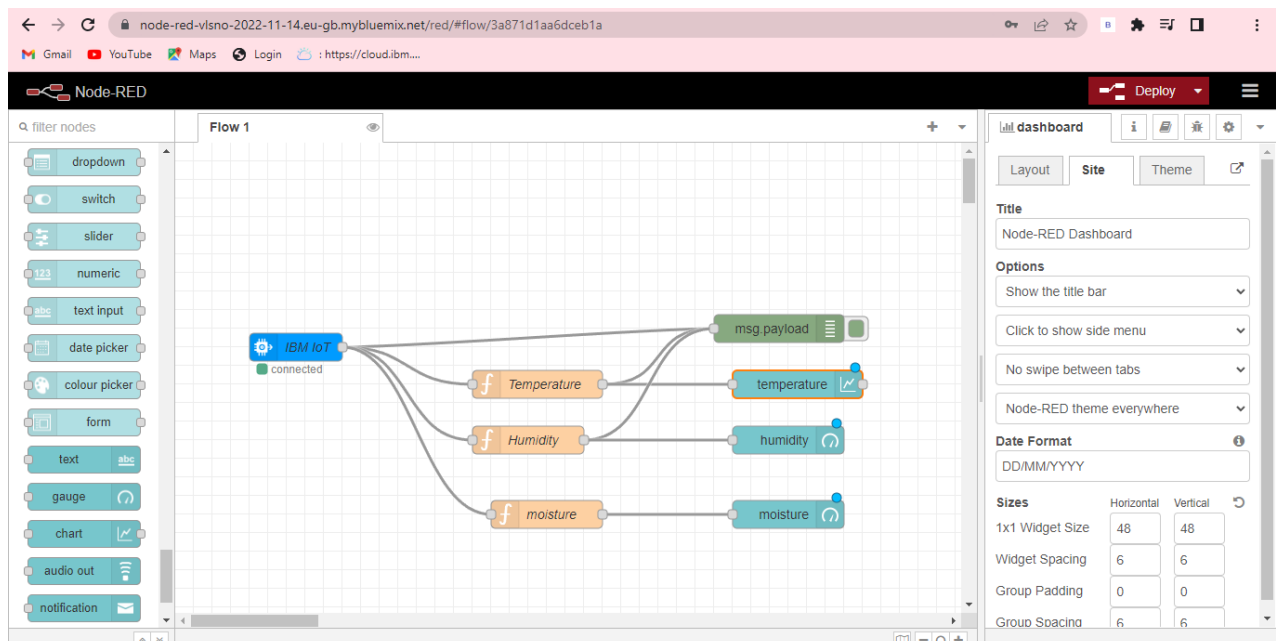 node-red-vlsno-2022-11-14.eu-gb.mybluemix.net/red/#flow/3a871d1aa6dceb1a
B
Gmail YouTube Maps Login : https://cloud.ibm....
Node-RED
Deploy
filter nodes
dropdown
switch
slider
123 numeric
abc text input
date picker
colour picker
form
text abc
gauge
chart
audio out
notification
Flow 1
IBM IoT
connected
f Temperature
f Humidity
f moisture
msg.payload
temperature
humidity
moisture
dashboard i
Layout Site Theme
Title
Node-RED Dashboard
Options
Show the title bar
Click to show side menu
No swipe between tabs
Node-RED theme everywhere
Date Format i
DD/MM/YYYY
Sizes Horizontal Vertical
1x1 Widget Size 48 48
Widget Spacing 6 6
Group Padding 0 0
Group Spacing 6 6